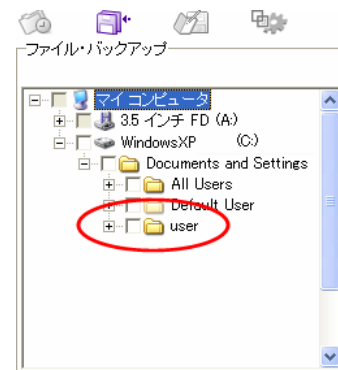 ファイル・バックアップ
マイ コンピュータ
3.5 インチ FD (A:)
WindowsXP (C:)
Documents and Settings
All Users
Default User
user